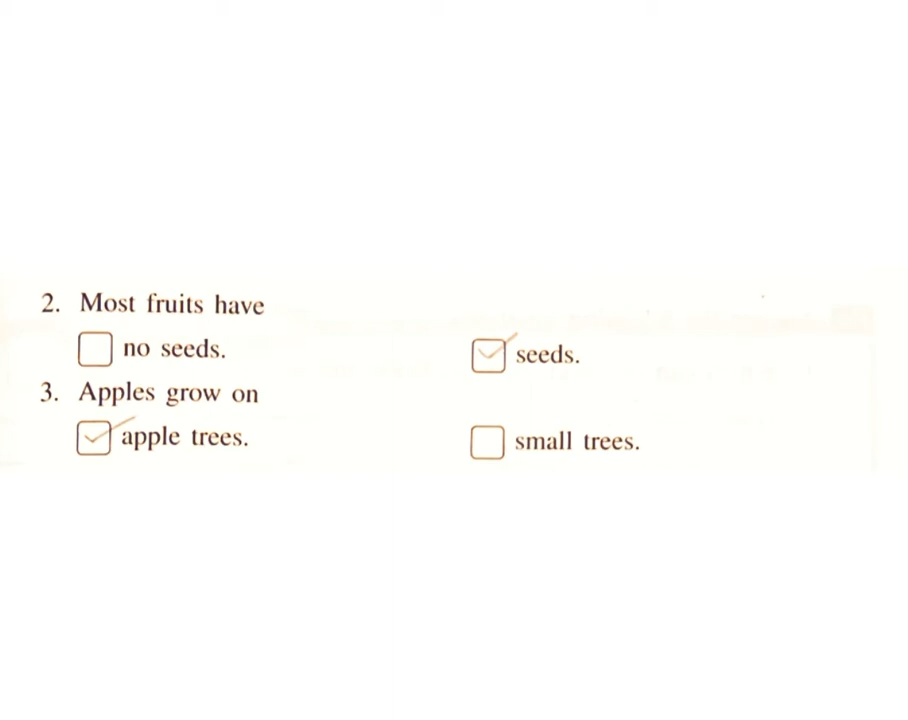 2. Most fruits have
no seeds. seeds.
3. Apples grow on
apple trees. small trees.